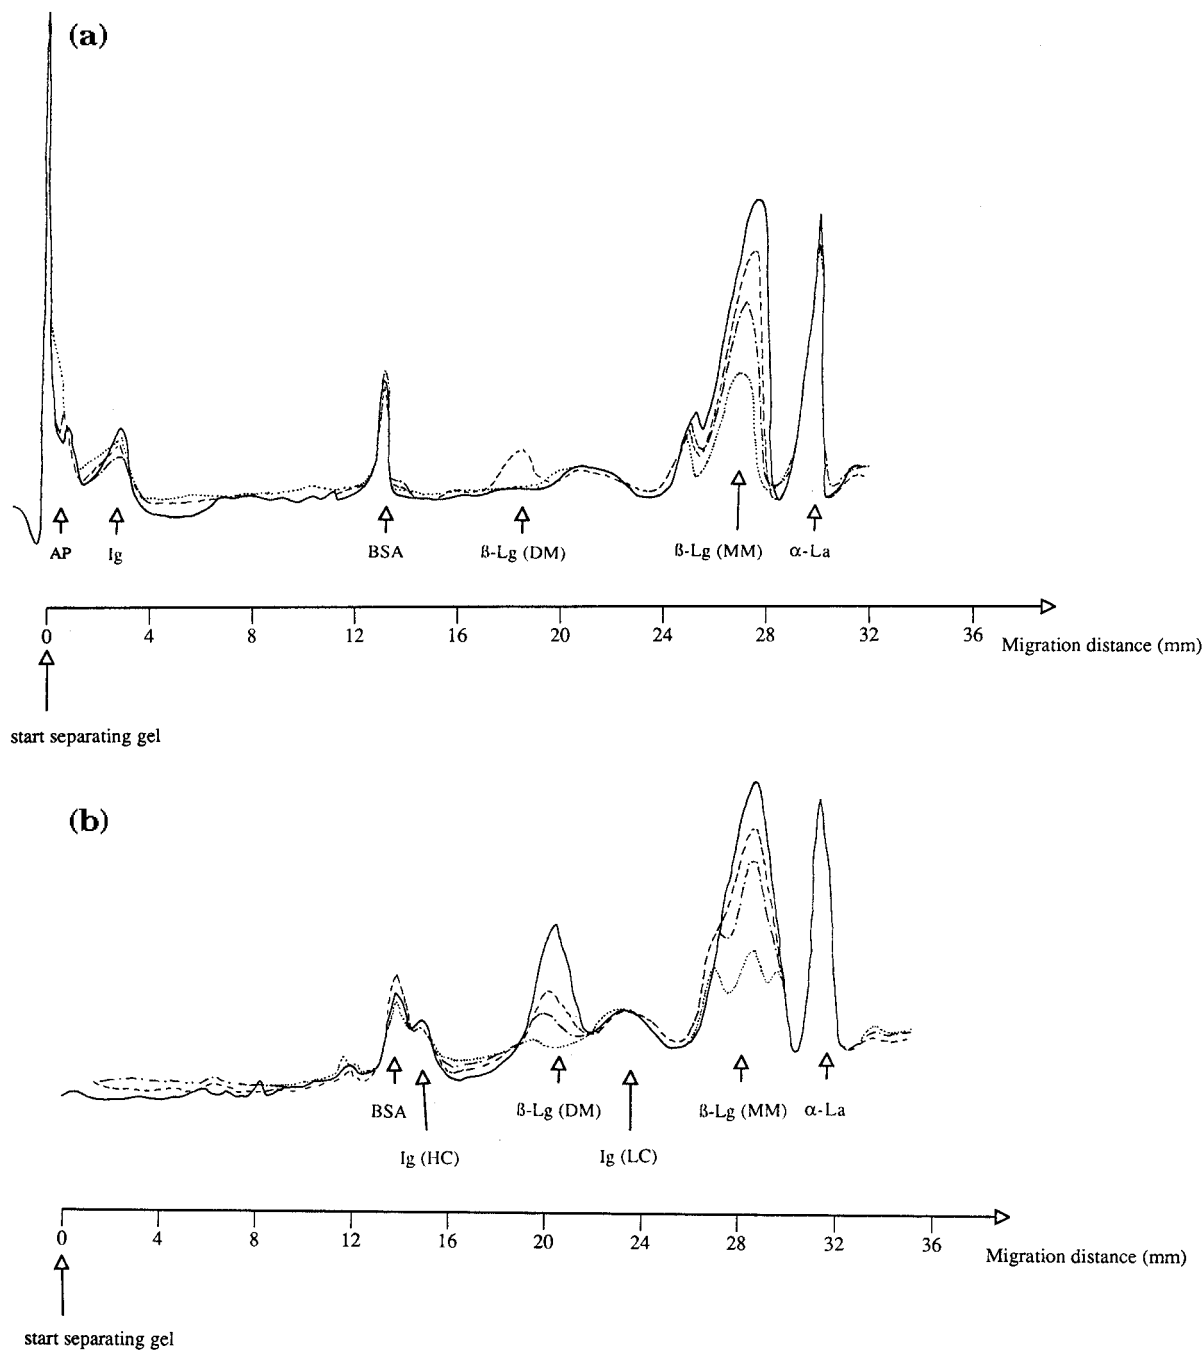 (a)
AP Ig BSA ß-Lg (DM) ß-Lg (MM) α-La
0 4 8 12 16 20 24 28 32 36
Migration distance (mm)
start separating gel
(b)
BSA ß-Lg (DM) ß-Lg (MM) α-La
Ig (HC) Ig (LC)
0 4 8 12 16 20 24 28 32 36
Migration distance (mm)
start separating gel